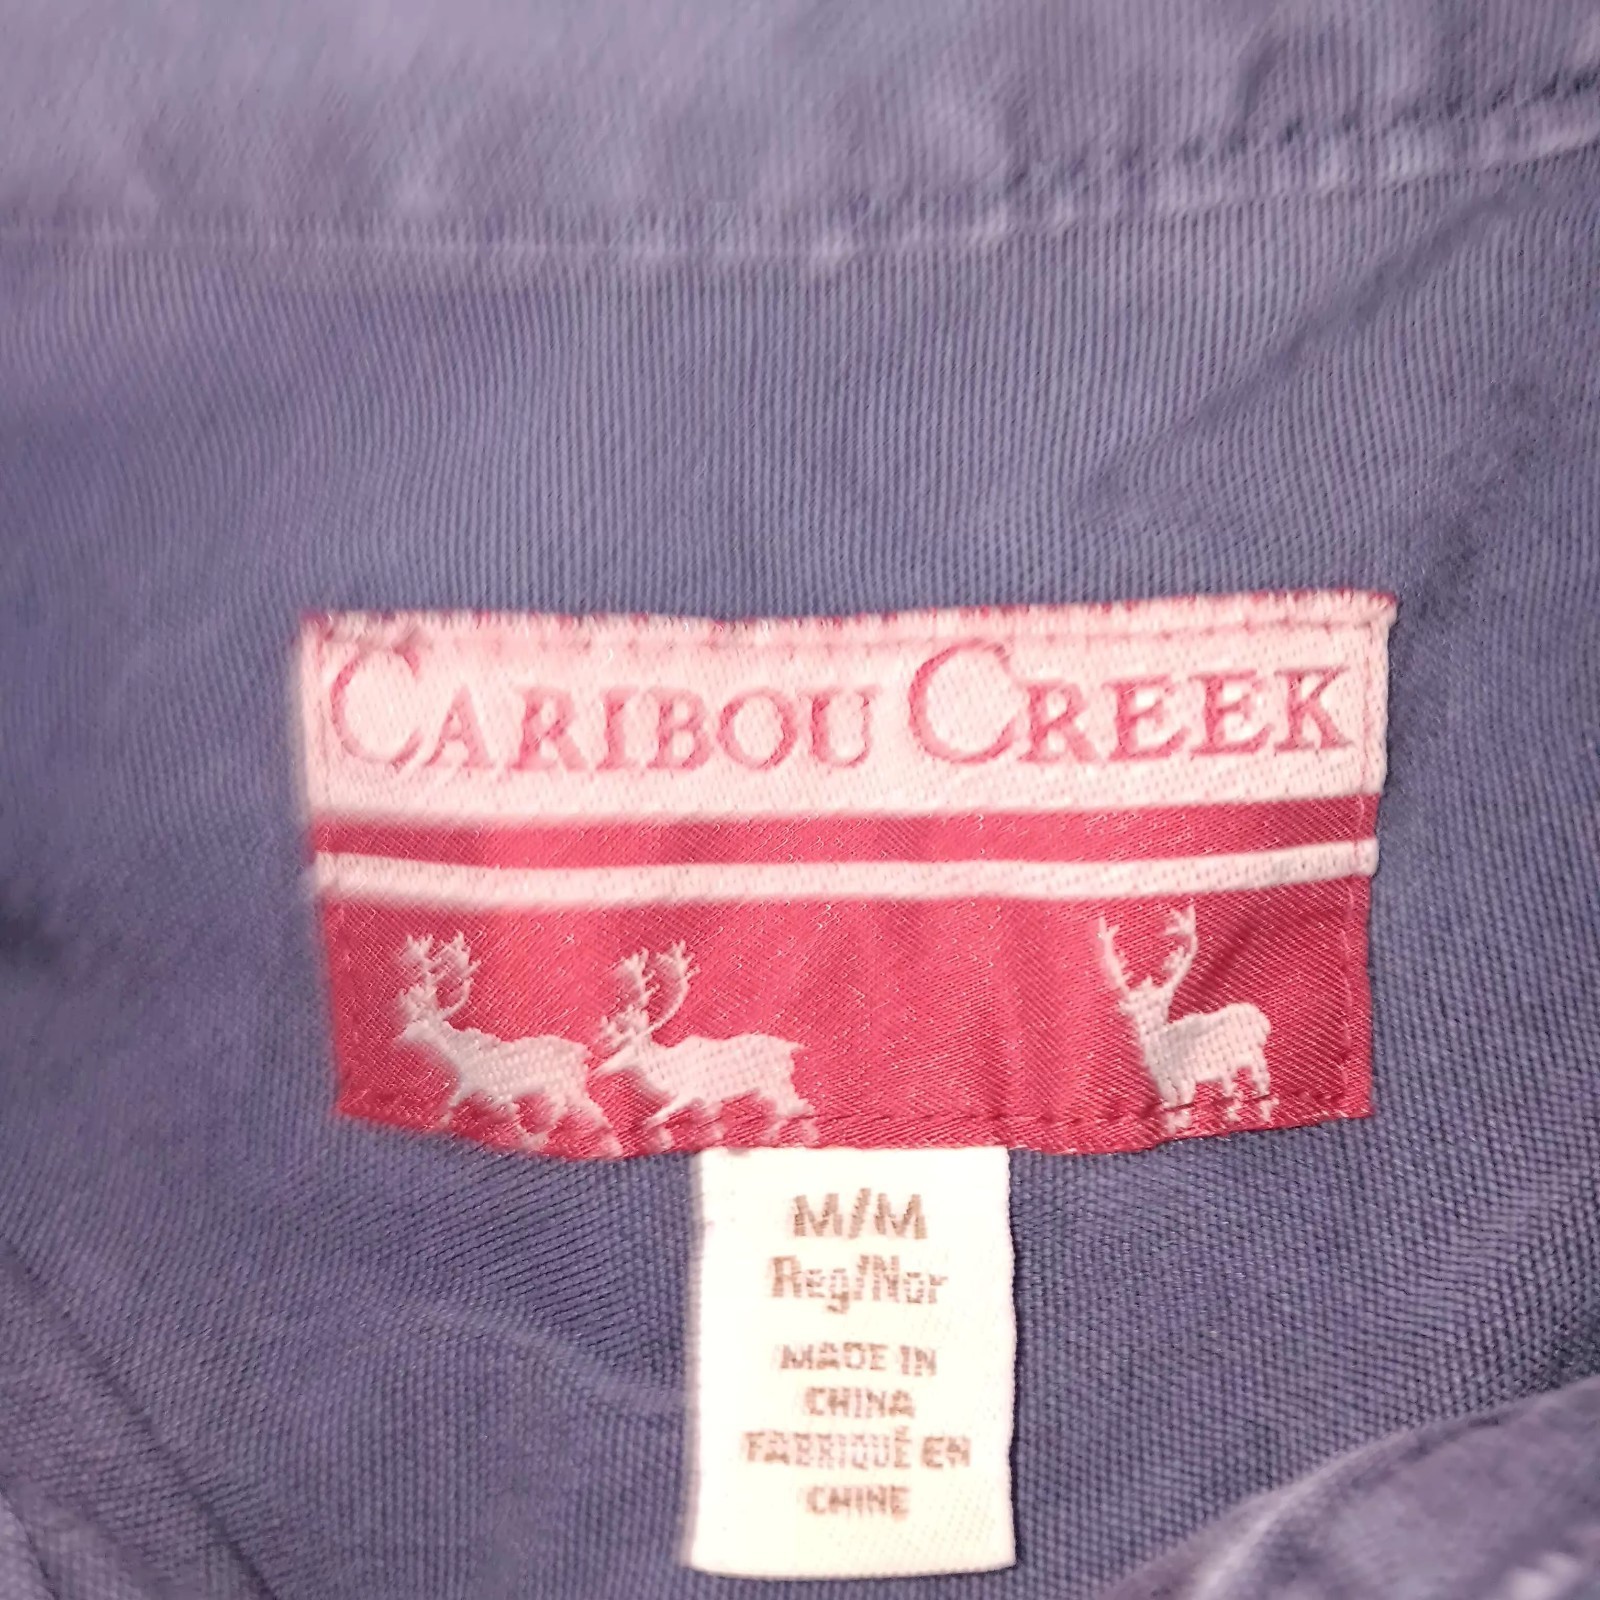 CARIBOU CREEK
M/M
Reg/Nor
MADE IN
CHINA
FABRIQUÉ EN
CHINE